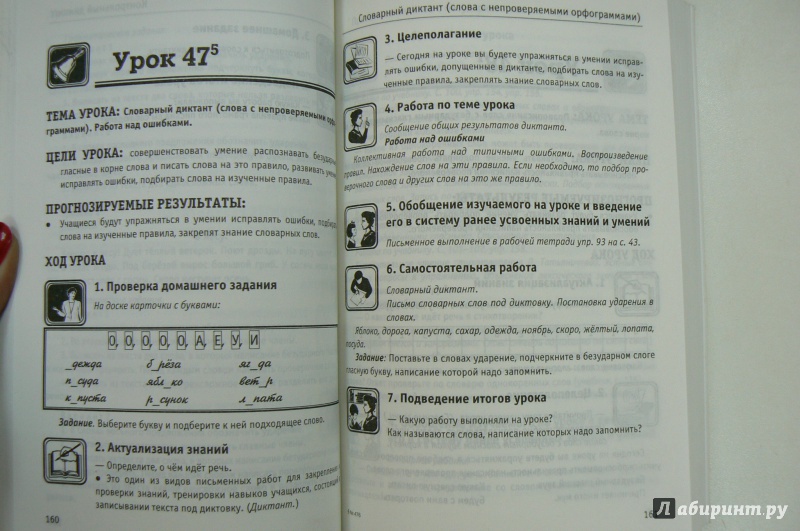 Урок 47⁵
ТЕМА УРОКА: Словарный диктант (слова с непроверяемыми орфо-
граммами). Работа над ошибками.
ЦЕЛИ УРОКА: совершенствовать умение распознавать безудар
гласные в корне слова и писать слова на это правило, развивать умен
исправлять ошибки, подбирать слова на изученные правила.
ПРОГНОЗИРУЕМЫЕ РЕЗУЛЬТАТЫ:
• Учащиеся будут упражняться в умении исправлять ошибки, подбир
слова на изученные правила, закрепят знание словарных слов.
ХОД УРОКА
1. Проверка домашнего задания
На доске карточки с буквами:
О, О, О, О, О, А, Е, У, И
_дежда б_рёза яг_да
п_суда ябл_ко вет_р
к_пуста р_сунок л_пата
Задание. Выберите букву и подберите к ней подходящее слово.
2. Актуализация знаний
— Определите, о чём идёт речь.
• Это один из видов письменных работ для закрепления
проверки знаний, тренировки навыков учащихся, состоящий
записывании текста под диктовку. (Диктант.)
160
Словарный диктант (слова с непроверяемыми орфограммами)
3. Целеполагание
— Сегодня на уроке вы будете упражняться в умении исправ-
лять ошибки, допущенные в диктанте, подбирать слова на изу-
ченные правила, закреплять знание словарных слов.
4. Работа по теме урока
Сообщение общих результатов диктанта.
Работа над ошибками
Коллективная работа над типичными ошибками. Воспроизведение
правил. Нахождение слов на эти правила. Если необходимо, то подбор про-
верочного слова и других слов на это же правило.
5. Обобщение изучаемого на уроке и введение
его в систему ранее усвоенных знаний и умений
Письменное выполнение в рабочей тетради упр. 93 на с. 43.
6. Самостоятельная работа
Словарный диктант.
Письмо словарных слов под диктовку. Постановка ударения в
словах.
Яблоко, дорога, капуста, сахар, одежда, ноябрь, скоро, жёлтый, лопата,
посуда.
Задание: Поставьте в словах ударение, подчеркните в безударном слоге
гласную букву, написание которой надо запомнить.
7. Подведение итогов урока
— Какую работу выполняли на уроке?
Как называются слова, написание которых надо запомнить?
Лабиринт.ру